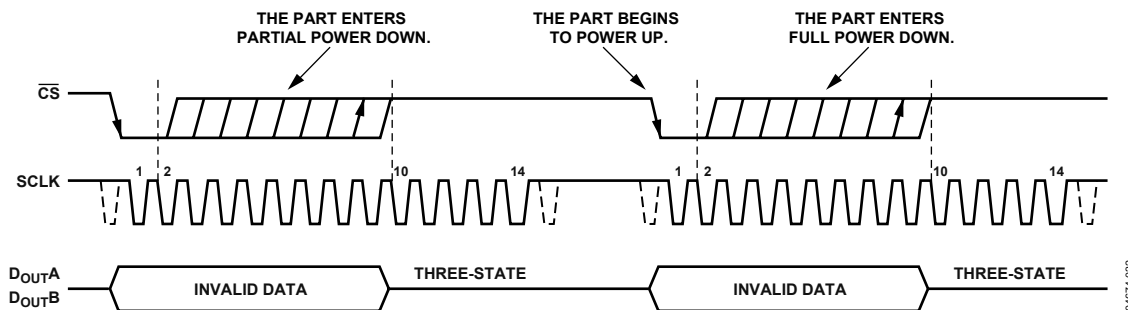 THE PART ENTERS
PARTIAL POWER DOWN.
THE PART BEGINS
TO POWER UP.
THE PART ENTERS
FULL POWER DOWN.
CS
SCLK
1 2 10 14 1 2 10 14
DOUTA
DOUTB
INVALID DATA THREE-STATE INVALID DATA THREE-STATE